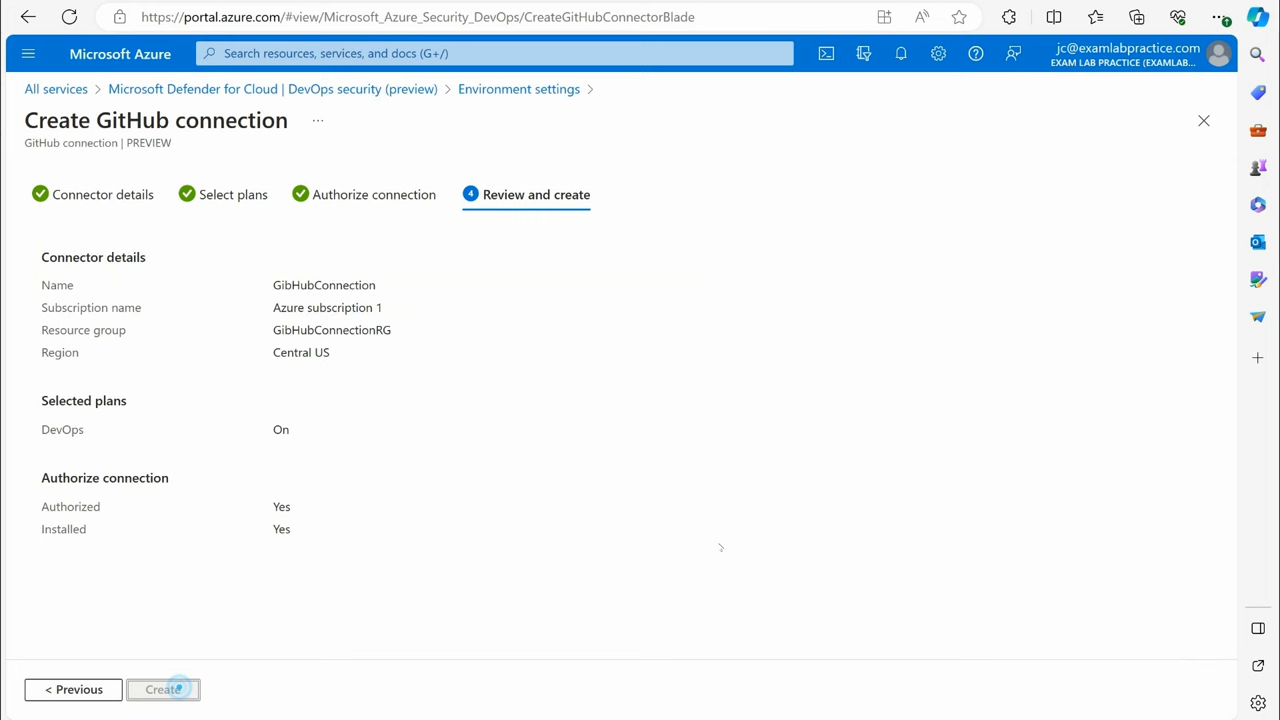 https://portal.azure.com/#view/Microsoft_Azure_Security_DevOps/CreateGitHubConnectorBlade
Microsoft Azure
Search resources, services, and docs (G+/)
jc@examlabpractice.com
EXAM LAB PRACTICE (EXAMLAB...
All services > Microsoft Defender for Cloud | DevOps security (preview) > Environment settings >
Create GitHub connection ...
GitHub connection | PREVIEW
Connector details
Select plans
Authorize connection
4 Review and create
Connector details
Name GibHubConnection
Subscription name Azure subscription 1
Resource group GibHubConnectionRG
Region Central US
Selected plans
DevOps On
Authorize connection
Authorized Yes
Installed Yes
< Previous
Create